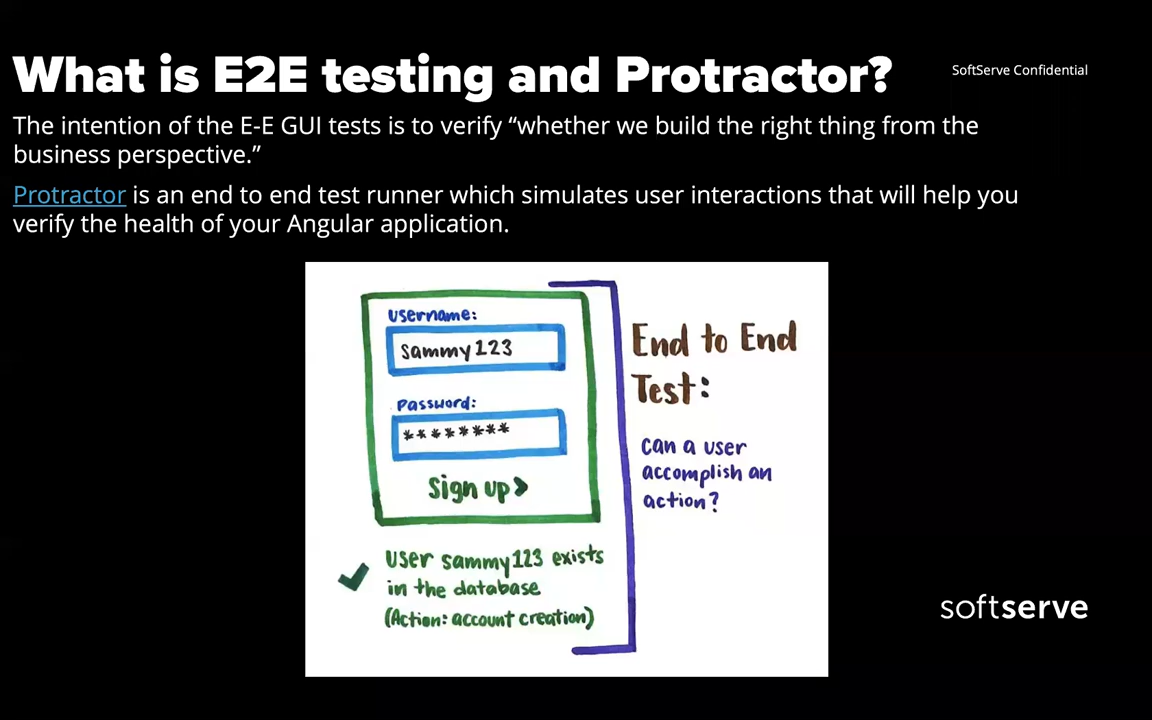 What is E2E testing and Protractor?
SoftServe Confidential
The intention of the E-E GUI tests is to verify “whether we build the right thing from the
business perspective.”
Protractor is an end to end test runner which simulates user interactions that will help you
verify the health of your Angular application.
username:
sammy123
password:
********
Sign up>
user sammy123 exists
in the database
(Action: account creation)
End to End
Test:
can a user
accomplish an
action?
softserve